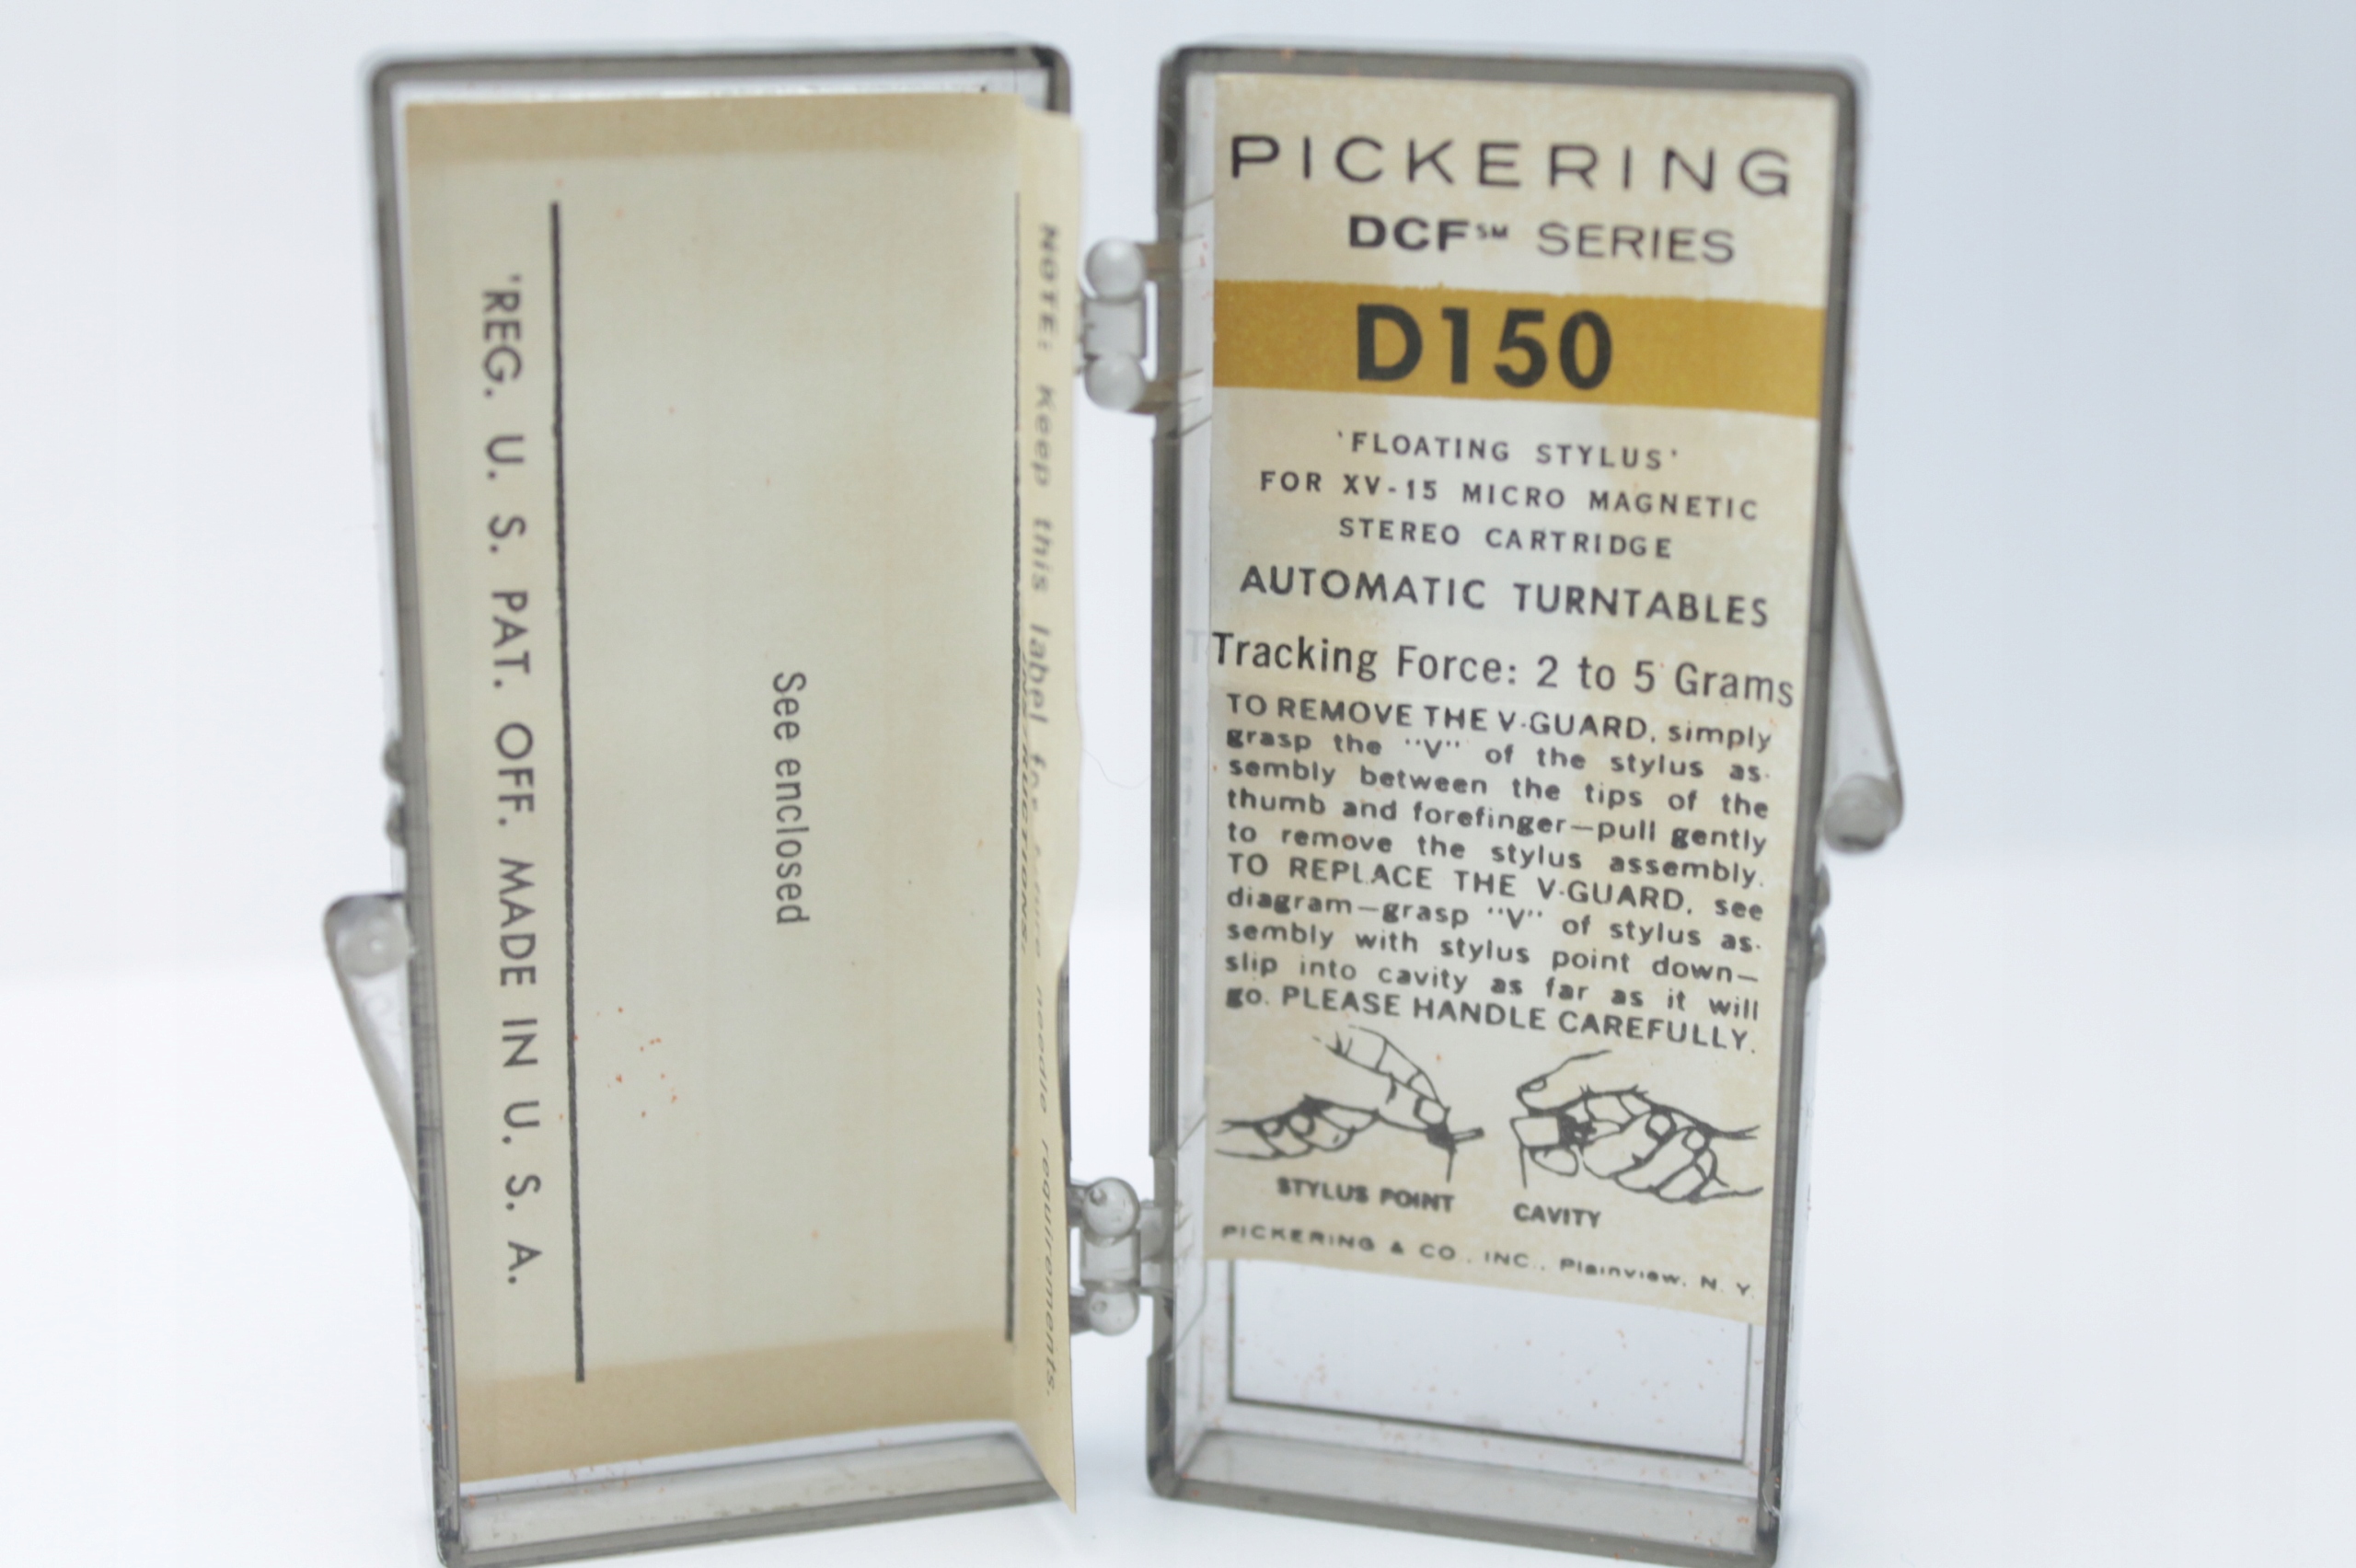 'REG. U. S. PAT. OFF. MADE IN U. S. A.
See enclosed
NOTE: Keep this label for future needle requirements.
PICKERING
DCF℠ SERIES
D150
'FLOATING STYLUS'
FOR XV-15 MICRO MAGNETIC
STEREO CARTRIDGE
AUTOMATIC TURNTABLES
Tracking Force: 2 to 5 Grams
TO REMOVE THE V-GUARD, simply
grasp the "V" of the stylus as-
sembly between the tips of the
thumb and forefinger—pull gently
to remove the stylus assembly.
TO REPLACE THE V-GUARD, see
diagram—grasp "V" of stylus as-
sembly with stylus point down—
slip into cavity as far as it will
go. PLEASE HANDLE CAREFULLY.
STYLUS POINT
CAVITY
PICKERING & CO., INC., Plainview, N. Y.